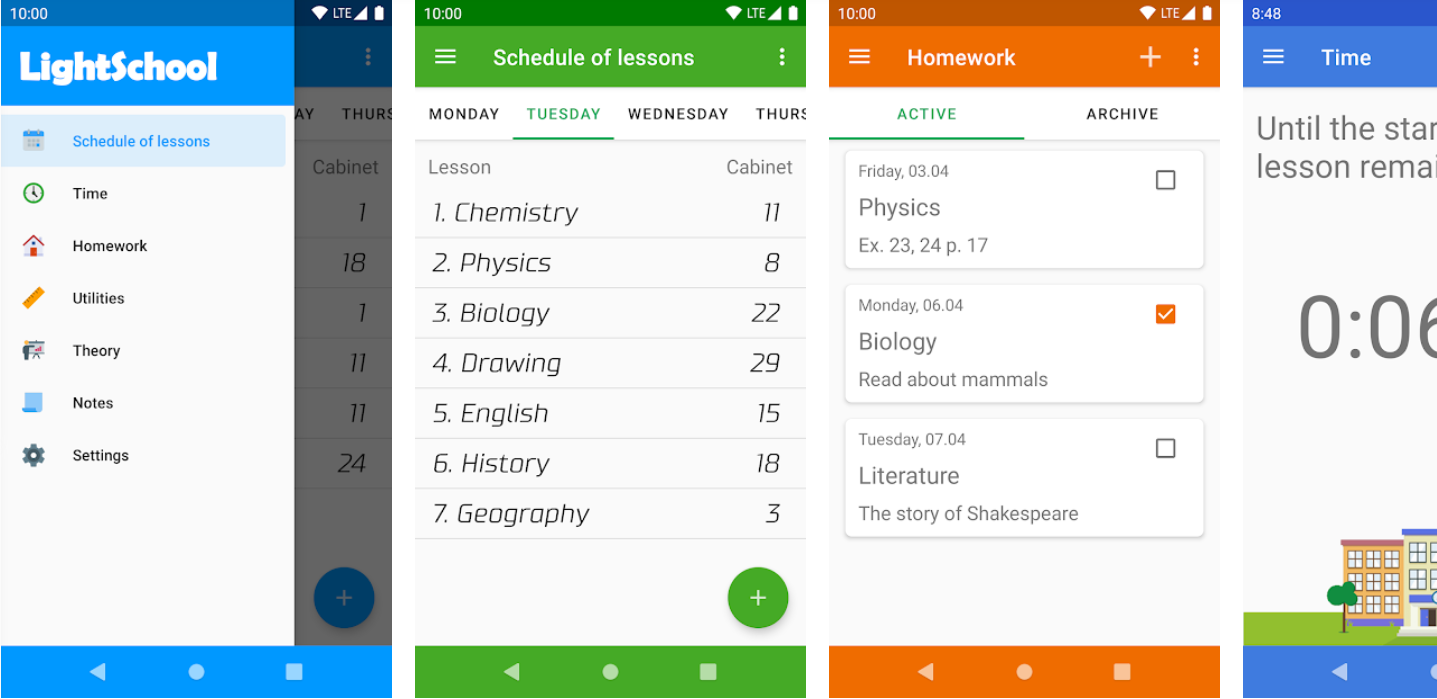 10:00 LTE
LightSchool
AY THURS
Schedule of lessons
Cabinet
Time
1
Homework
18
Utilities
1
Theory
11
Notes
11
Settings
24
10:00 LTE
Schedule of lessons
MONDAY TUESDAY WEDNESDAY THURS
Lesson Cabinet
1. Chemistry 11
2. Physics 8
3. Biology 22
4. Drawing 29
5. English 15
6. History 18
7. Geography 3
10:00 LTE
Homework
ACTIVE ARCHIVE
Friday, 03.04
Physics
Ex. 23, 24 p. 17
Monday, 06.04
Biology
Read about mammals
Tuesday, 07.04
Literature
The story of Shakespeare
8:48
Time
Until the star
lesson remai
0:06